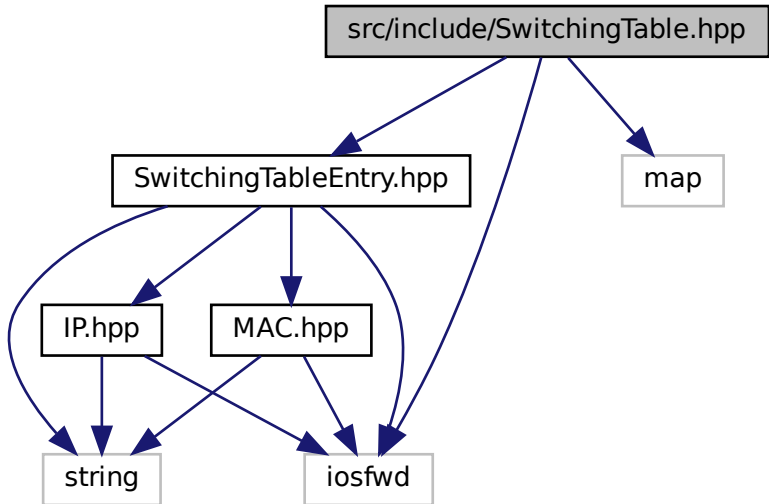 src/include/SwitchingTable.hpp
SwitchingTableEntry.hpp
map
IP.hpp
MAC.hpp
string
iosfwd